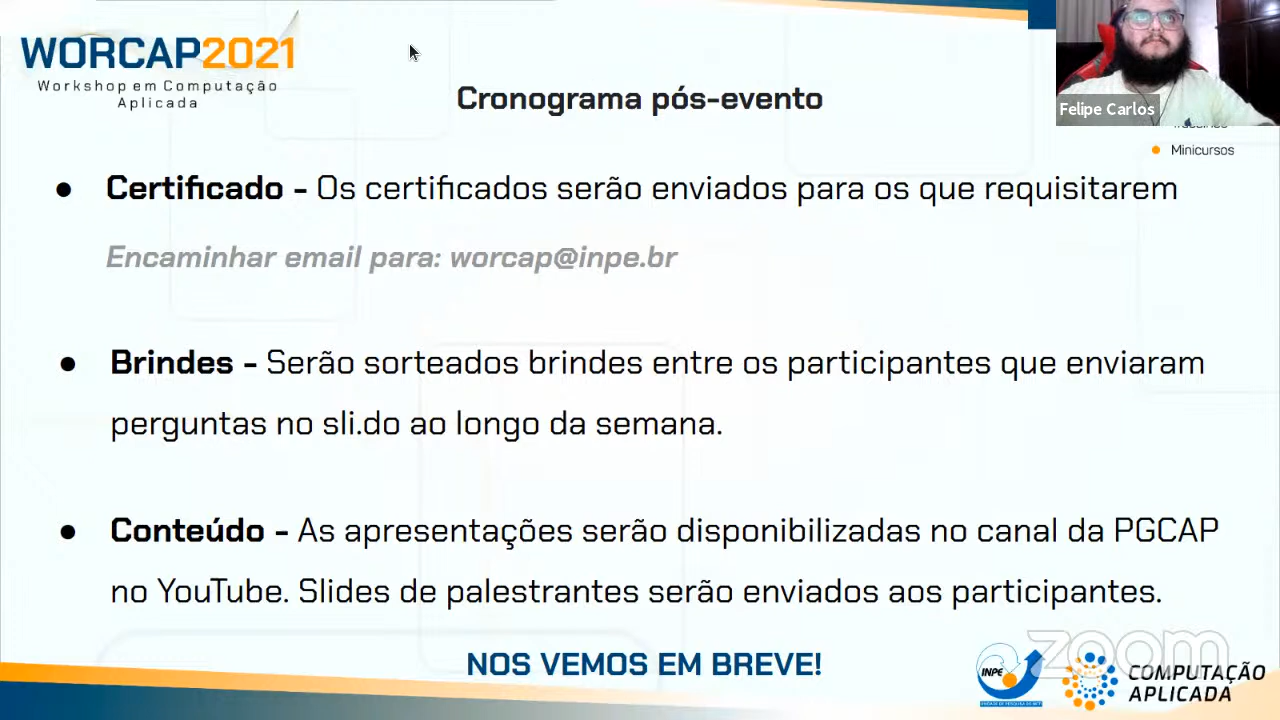 WORCAP2021
Workshop em Computação
Aplicada
Cronograma pós-evento
Felipe Carlos
Minicursos
● Certificado - Os certificados serão enviados para os que requisitarem
Encaminhar email para: worcap@inpe.br
● Brindes - Serão sorteados brindes entre os participantes que enviaram
perguntas no sli.do ao longo da semana.
● Conteúdo - As apresentações serão disponibilizadas no canal da PGCAP
no YouTube. Slides de palestrantes serão enviados aos participantes.
NOS VEMOS EM BREVE!
zoom
INPE
COMPUTAÇÃO
APLICADA